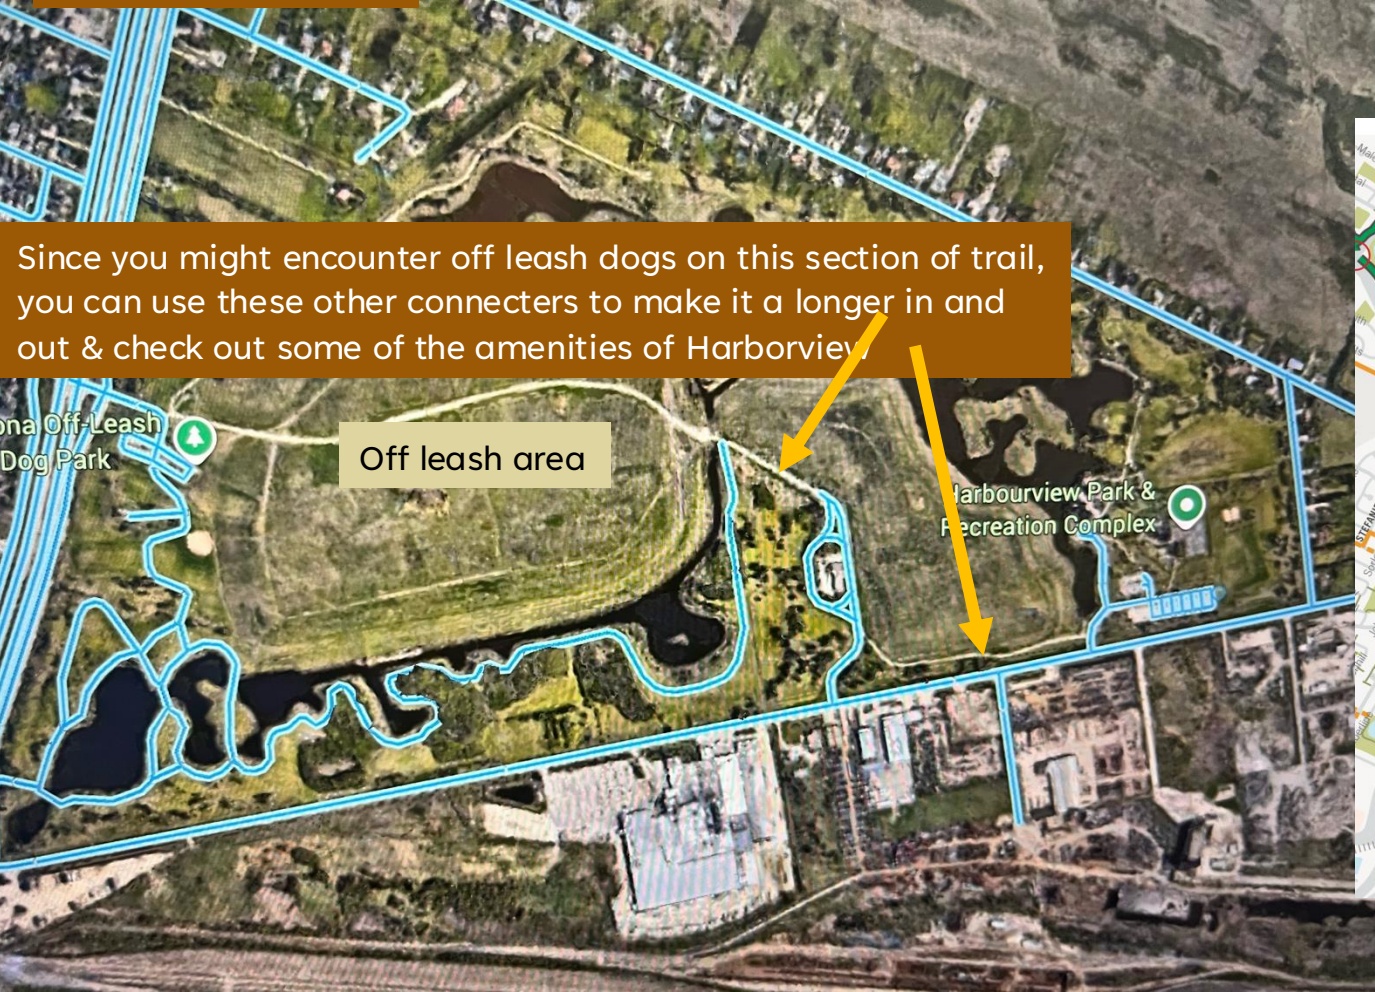 Since you might encounter off leash dogs on this section of trail,
you can use these other connecters to make it a longer in and
out & check out some of the amenities of Harborview
ona Off-Leash
Dog Park
Off leash area
Harbourview Park &
Recreation Complex
STEFANI